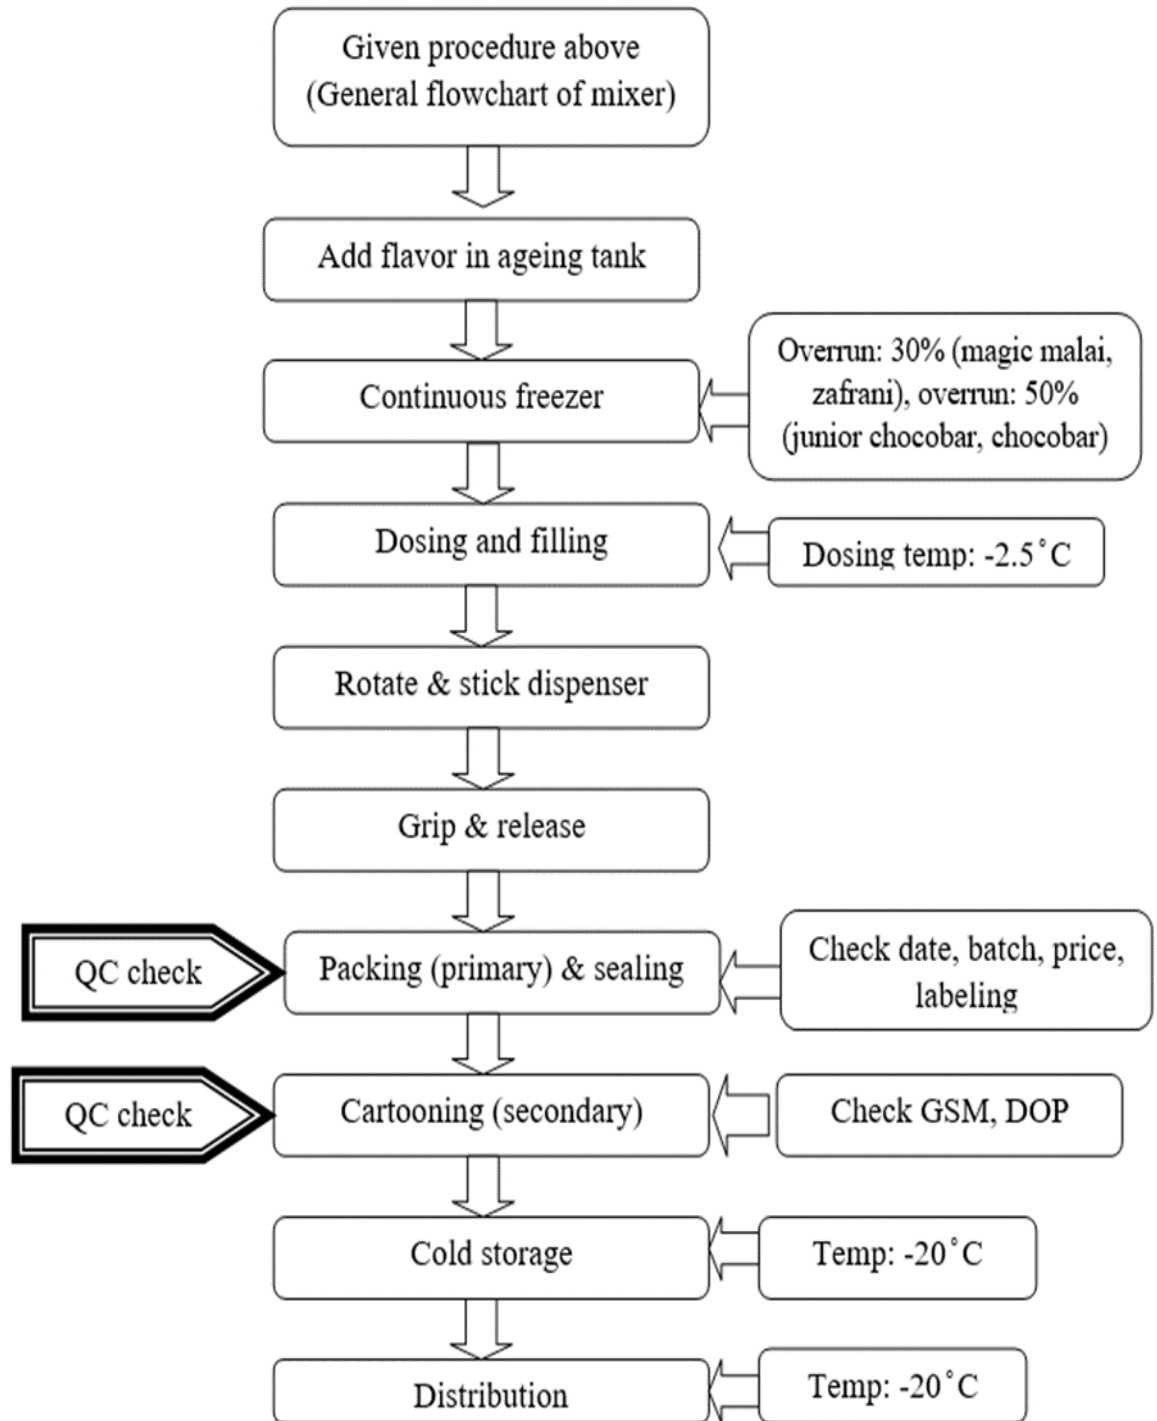 Given procedure above
(General flowchart of mixer)
Add flavor in ageing tank
Continuous freezer
Overrun: 30% (magic malai,
zafrani), overrun: 50%
(junior chocobar, chocobar)
Dosing and filling
Dosing temp: -2.5°C
Rotate & stick dispenser
Grip & release
QC check
Packing (primary) & sealing
Check date, batch, price,
labeling
QC check
Cartooning (secondary)
Check GSM, DOP
Cold storage
Temp: -20°C
Distribution
Temp: -20°C